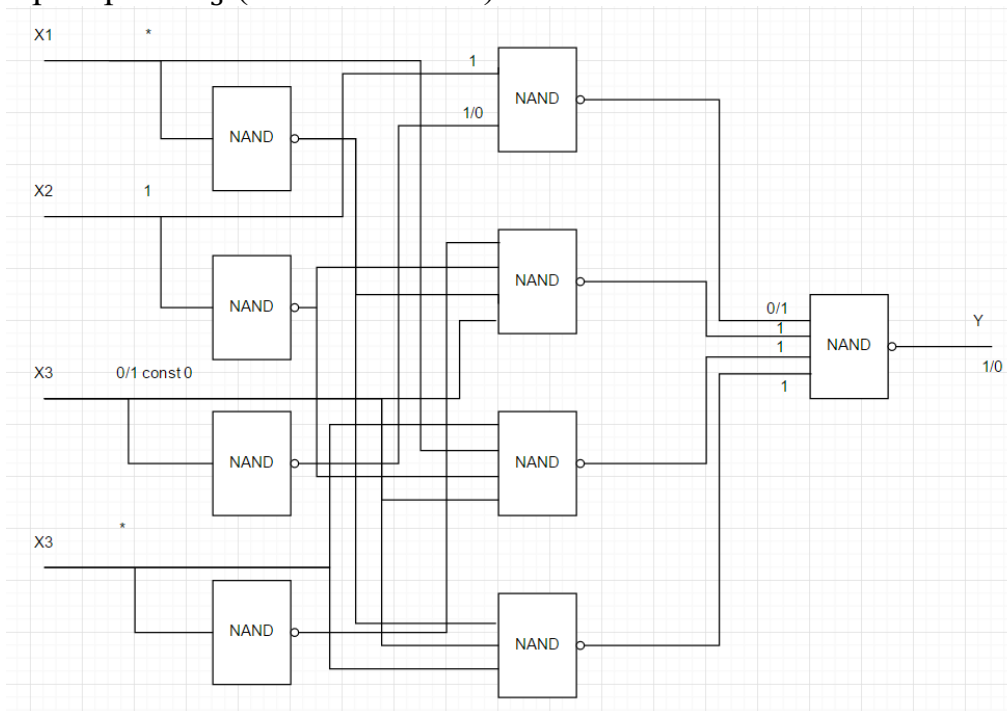 X1 *
1
NAND
NAND
1/0
X2 1
NAND
NAND
0/1
1
NAND
Y
1
1/0
1
X3 0/1 const 0
NAND
NAND
*
X3
NAND
NAND